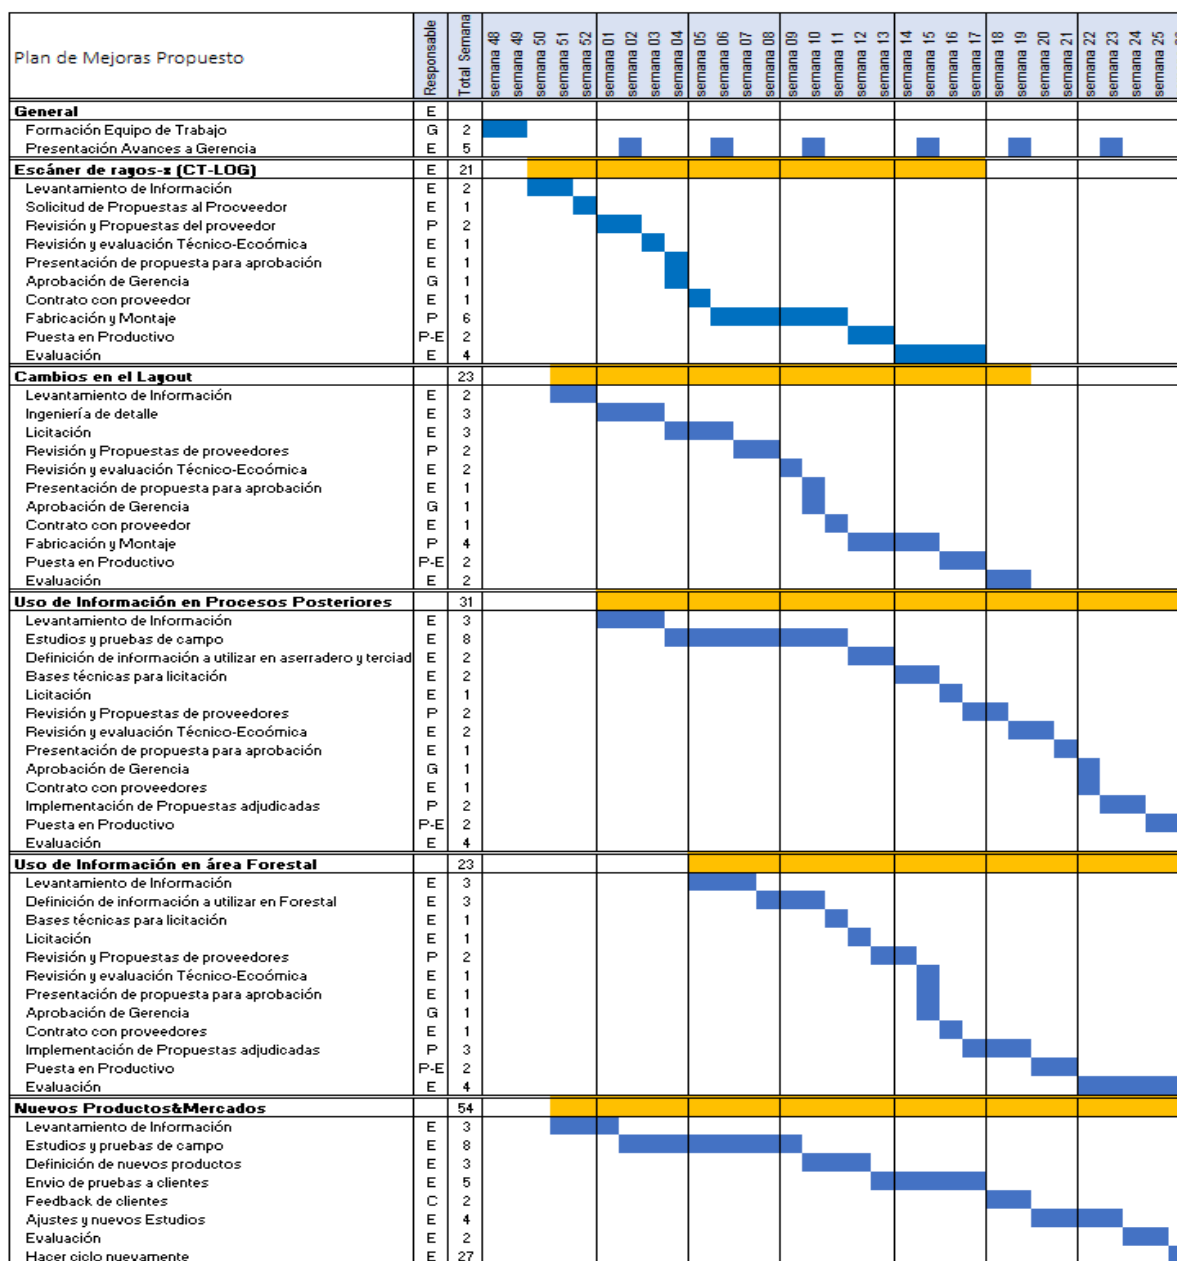 Plan de Mejoras Propuesto Responsable Total Semana semana 48 semana 49 semana 50 semana 51 semana 52 semana 01 semana 02 semana 03 semana 04 semana 05 semana 06 semana 07 semana 08 semana 09 semana 10 semana 11 semana 12 semana 13 semana 14 semana 15 semana 16 semana 17 semana 18 semana 19 semana 20 semana 21 semana 22 semana 23 semana 24 semana 25
General E
Formación Equipo de Trabajo G 2
Presentación Avances a Gerencia E 5
Escáner de rayos-x (CT-LOG) E 21
Levantamiento de Información E 2
Solicitud de Propuestas al Procveedor E 1
Revisión y Propuestas del proveedor P 2
Revisión y evaluación Técnico-Ecoómica E 1
Presentación de propuesta para aprobación E 1
Aprobación de Gerencia G 1
Contrato con proveedor E 1
Fabricación y Montaje P 6
Puesta en Productivo P-E 2
Evaluación E 4
Cambios en el Layout 23
Levantamiento de Información E 2
Ingeniería de detalle E 3
Licitación E 3
Revisión y Propuestas de proveedores P 2
Revisión y evaluación Técnico-Ecoómica E 2
Presentación de propuesta para aprobación E 1
Aprobación de Gerencia G 1
Contrato con proveedor E 1
Fabricación y Montaje P 4
Puesta en Productivo P-E 2
Evaluación E 2
Uso de Información en Procesos Posteriores 31
Levantamiento de Información E 3
Estudios y pruebas de campo E 8
Definición de información a utilizar en aserradero y terciad E 2
Bases técnicas para licitación E 2
Licitación E 1
Revisión y Propuestas de proveedores P 2
Revisión y evaluación Técnico-Ecoómica E 2
Presentación de propuesta para aprobación E 1
Aprobación de Gerencia G 1
Contrato con proveedores E 1
Implementación de Propuestas adjudicadas P 2
Puesta en Productivo P-E 2
Evaluación E 4
Uso de Información en área Forestal 23
Levantamiento de Información E 3
Definición de información a utilizar en Forestal E 3
Bases técnicas para licitación E 1
Licitación E 1
Revisión y Propuestas de proveedores P 2
Revisión y evaluación Técnico-Ecoómica E 1
Presentación de propuesta para aprobación E 1
Aprobación de Gerencia G 1
Contrato con proveedores E 1
Implementación de Propuestas adjudicadas P 3
Puesta en Productivo P-E 2
Evaluación E 4
Nuevos Productos&Mercados 54
Levantamiento de Información E 3
Estudios y pruebas de campo E 8
Definición de nuevos productos E 3
Envio de pruebas a clientes E 5
Feedback de clientes C 2
Ajustes y nuevos Estudios E 4
Evaluación E 2
Hacer ciclo nuevamente E 27